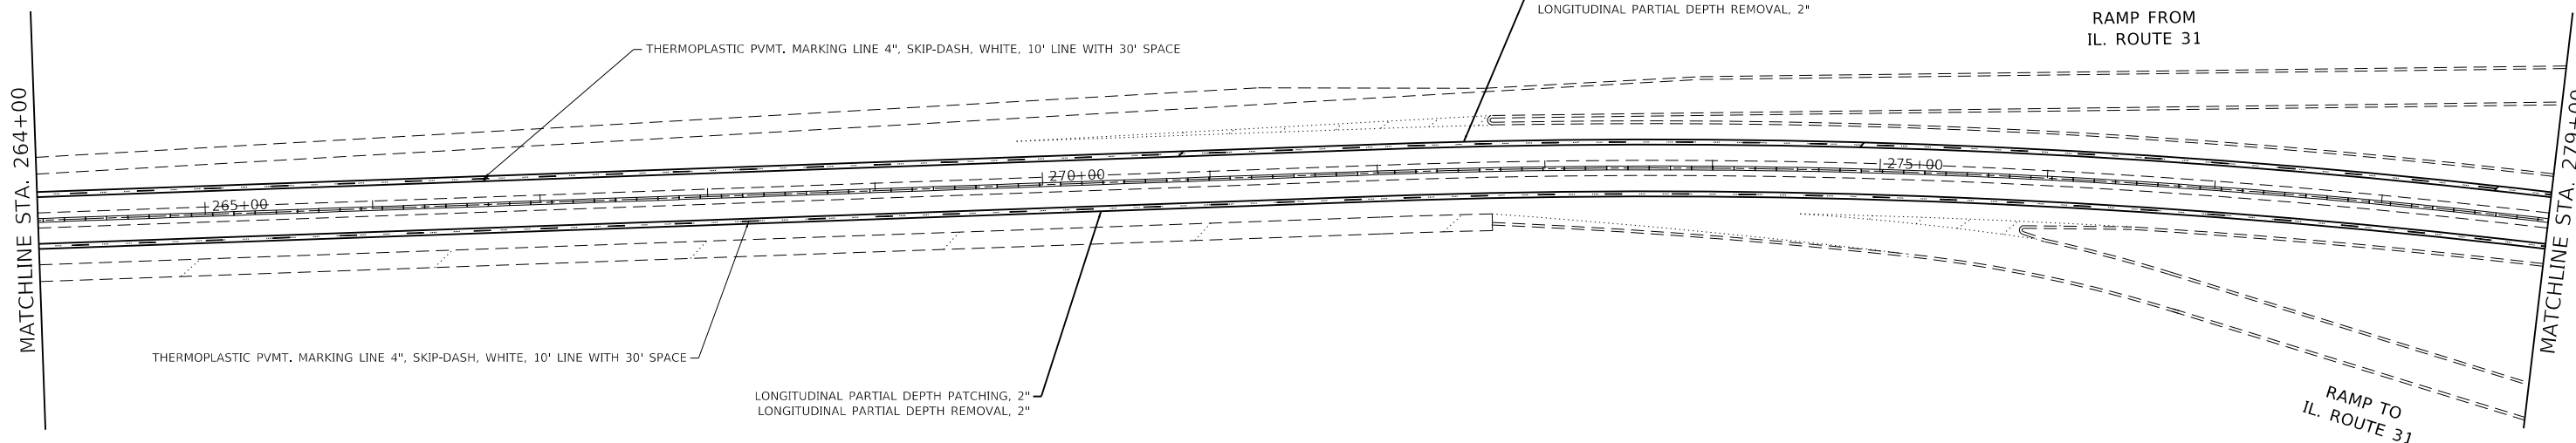 LONGITUDINAL PARTIAL DEPTH REMOVAL, 2"
RAMP FROM
IL. ROUTE 31
THERMOPLASTIC PVMT. MARKING LINE 4", SKIP-DASH, WHITE, 10' LINE WITH 30' SPACE
MATCHLINE STA. 264+00
265+00
270+00
275+00
MATCHLINE STA. 279+00
THERMOPLASTIC PVMT. MARKING LINE 4", SKIP-DASH, WHITE, 10' LINE WITH 30' SPACE
LONGITUDINAL PARTIAL DEPTH PATCHING, 2"
LONGITUDINAL PARTIAL DEPTH REMOVAL, 2"
RAMP TO
IL. ROUTE 31